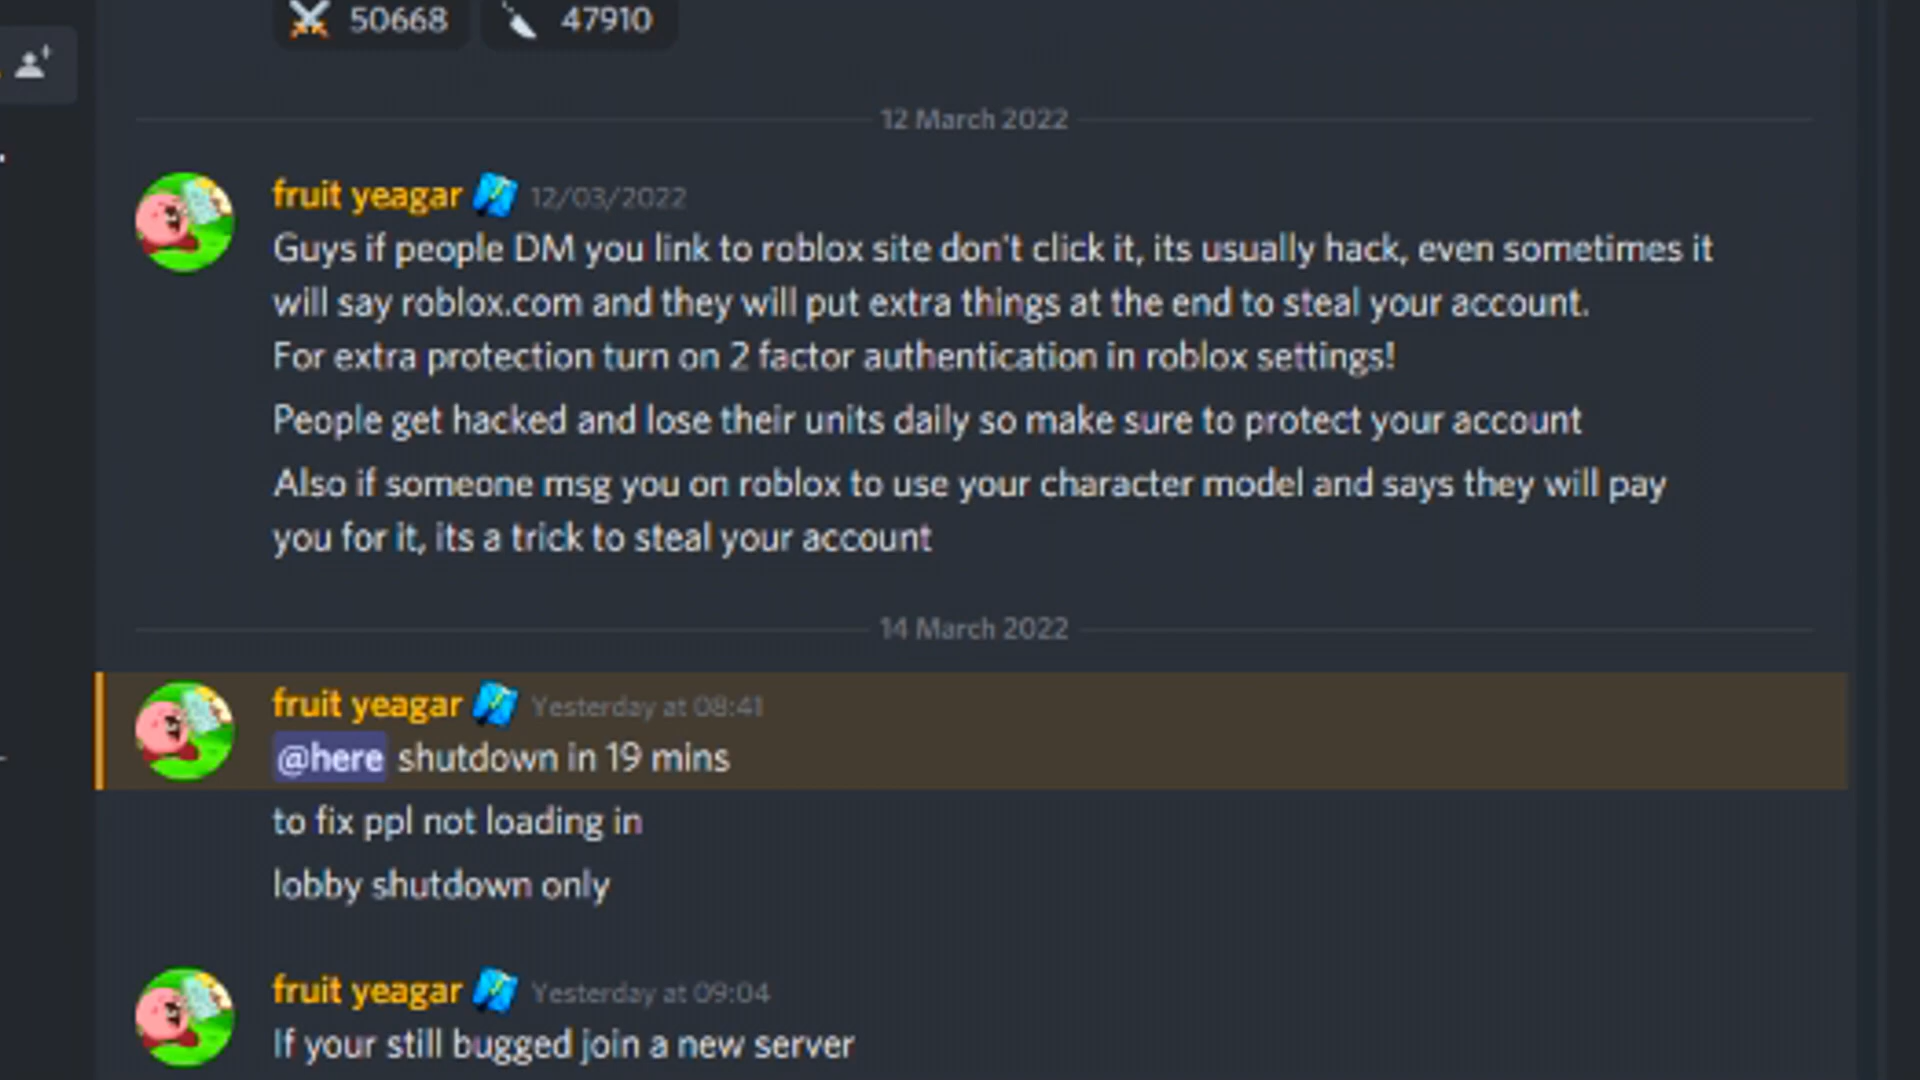 50668 47910
12 March 2022
fruit yeagar 12/03/2022
Guys if people DM you link to roblox site don't click it, its usually hack, even sometimes it
will say roblox.com and they will put extra things at the end to steal your account.
For extra protection turn on 2 factor authentication in roblox settings!
People get hacked and lose their units daily so make sure to protect your account
Also if someone msg you on roblox to use your character model and says they will pay
you for it, its a trick to steal your account
14 March 2022
fruit yeagar Yesterday at 08:41
@here shutdown in 19 mins
to fix ppl not loading in
lobby shutdown only
fruit yeagar Yesterday at 09:04
If your still bugged join a new server